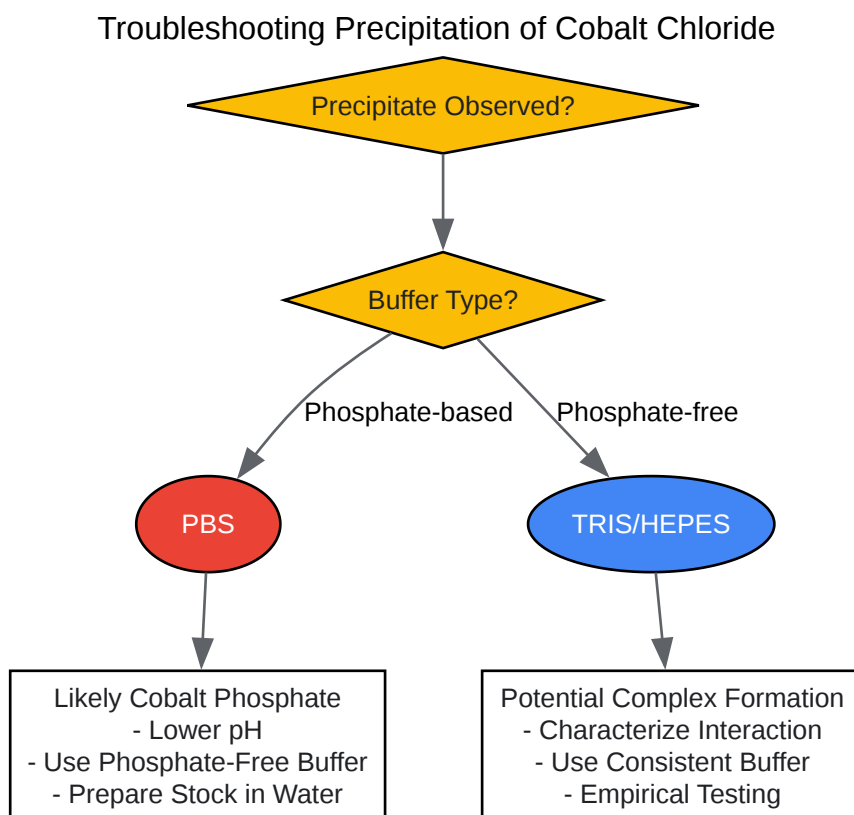 Troubleshooting Precipitation of Cobalt Chloride
Precipitate Observed?
Buffer Type?
Phosphate-based
Phosphate-free
PBS
TRIS/HEPES
Likely Cobalt Phosphate
- Lower pH
- Use Phosphate-Free Buffer
- Prepare Stock in Water
Potential Complex Formation
- Characterize Interaction
- Use Consistent Buffer
- Empirical Testing